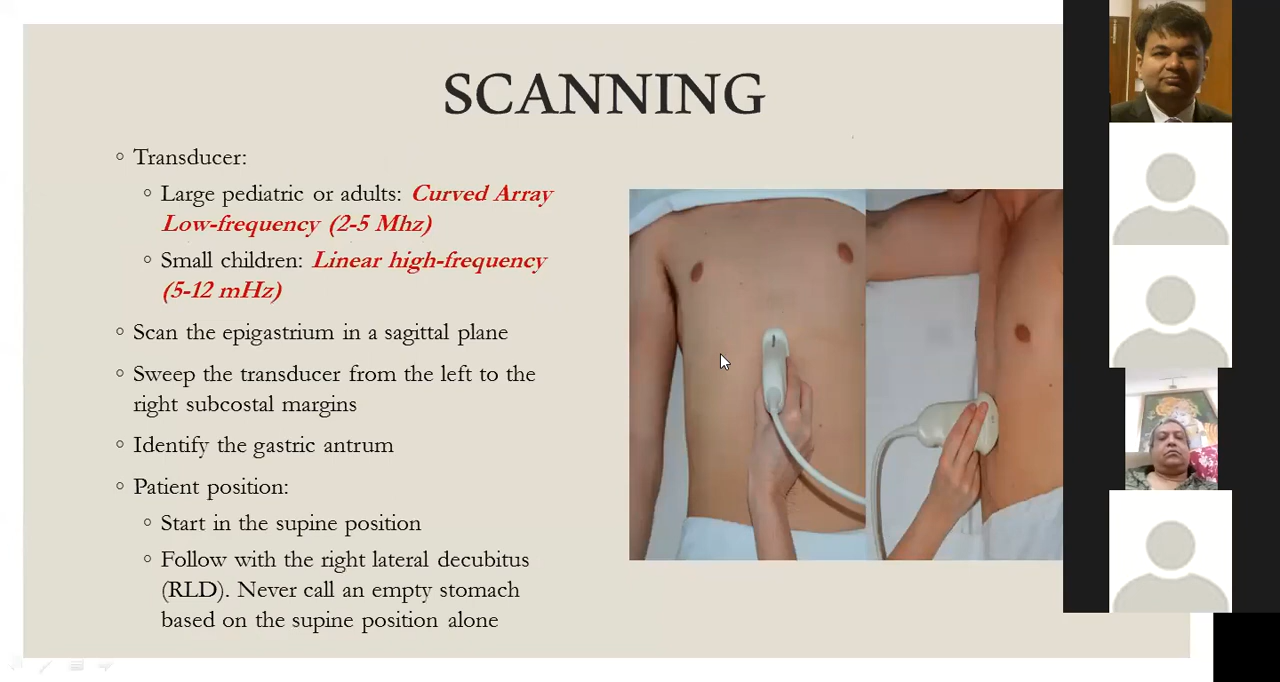 SCANNING
Transducer:
Large pediatric or adults: Curved Array
Low-frequency (2-5 Mhz)
Small children: Linear high-frequency
(5-12 mHz)
Scan the epigastrium in a sagittal plane
Sweep the transducer from the left to the
right subcostal margins
Identify the gastric antrum
Patient position:
Start in the supine position
Follow with the right lateral decubitus
(RLD). Never call an empty stomach
based on the supine position alone